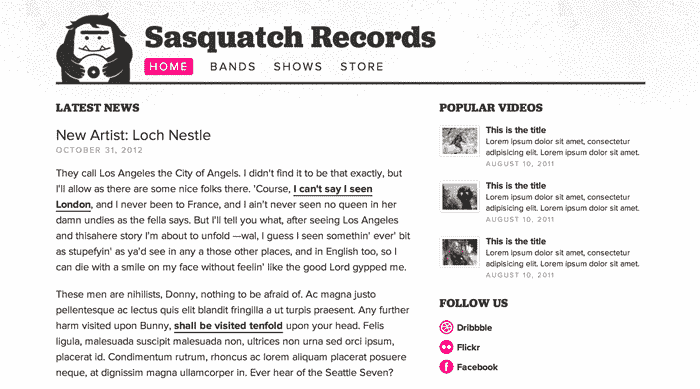 Sasquatch Records
HOME BANDS SHOWS STORE
LATEST NEWS
New Artist: Loch Nestle
OCTOBER 31, 2012
They call Los Angeles the City of Angels. I didn't find it to be that exactly, but
I'll allow as there are some nice folks there. 'Course, I can't say I seen
London, and I never been to France, and I ain't never seen no queen in her
damn undies as the fella says. But I'll tell you what, after seeing Los Angeles
and thisahere story I'm about to unfold —wal, I guess I seen somethin' ever' bit
as stupefyin' as ya'd see in any a those other places, and in English too, so I
can die with a smile on my face without feelin' like the good Lord gypped me.
These men are nihilists, Donny, nothing to be afraid of. Ac magna justo
pellentesque ac lectus quis elit blandit fringilla a ut turpis praesent. Any further
harm visited upon Bunny, shall be visited tenfold upon your head. Felis
ligula, malesuada suscipit malesuada non, ultrices non urna sed orci ipsum,
placerat id. Condimentum rutrum, rhoncus ac lorem aliquam placerat posuere
neque, at dignissim magna ullamcorper in. Ever hear of the Seattle Seven?
POPULAR VIDEOS
This is the title
Lorem ipsum dolor sit amet, consectetur
adipisicing elit. Lorem ipsum dolor sit amet.
AUGUST 10, 2011
This is the title
Lorem ipsum dolor sit amet, consectetur
adipisicing elit. Lorem ipsum dolor sit amet.
AUGUST 10, 2011
This is the title
Lorem ipsum dolor sit amet, consectetur
adipisicing elit. Lorem ipsum dolor sit amet.
AUGUST 10, 2011
FOLLOW US
Dribbble
Flickr
Facebook